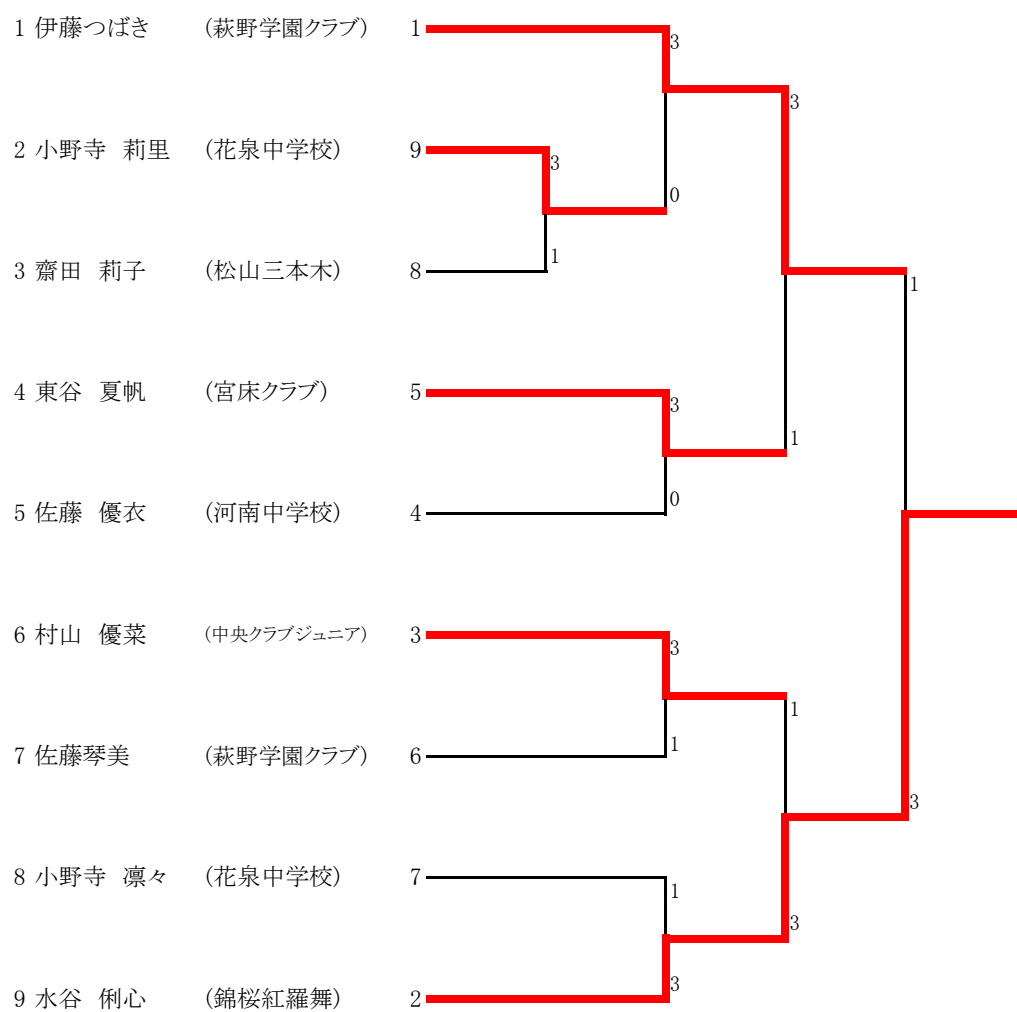 1 伊藤つばき (萩野学園クラブ) 1
3
3
2 小野寺 莉里 (花泉中学校) 9
3
0
1
3 齋田 莉子 (松山三本木) 8
1
4 東谷 夏帆 (宮床クラブ) 5
3
1
0
5 佐藤 優衣 (河南中学校) 4
6 村山 優菜 (中央クラブジュニア) 3
3
1
1
7 佐藤琴美 (萩野学園クラブ) 6
3
8 小野寺 凛々 (花泉中学校) 7
1
3
3
9 水谷 俐心 (錦桜紅羅舞) 2